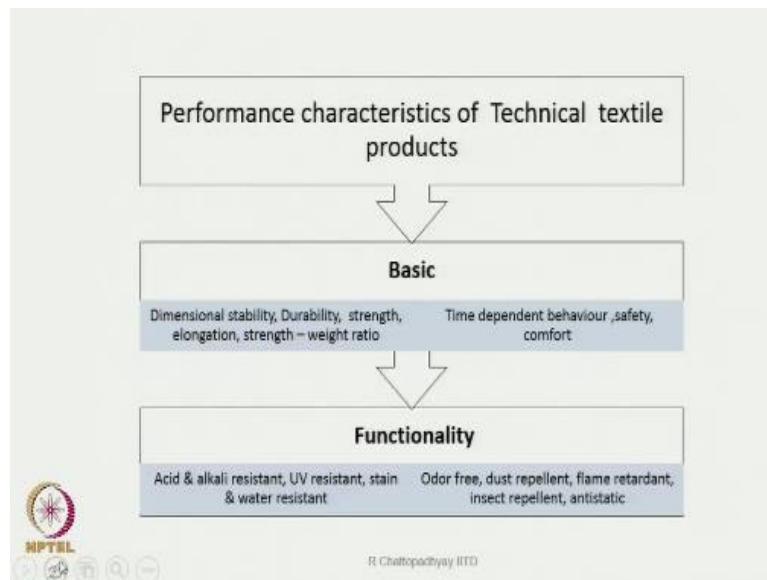 Performance characteristics of Technical textile
products
Basic
Dimensional stability, Durability, strength,
elongation, strength – weight ratio
Time dependent behaviour ,safety,
comfort
Functionality
Acid & alkali resistant, UV resistant, stain
& water resistant
Odor free, dust repellent, flame retardant,
insect repellent, antistatic
NPTEL
R Chattopadhyay IITD